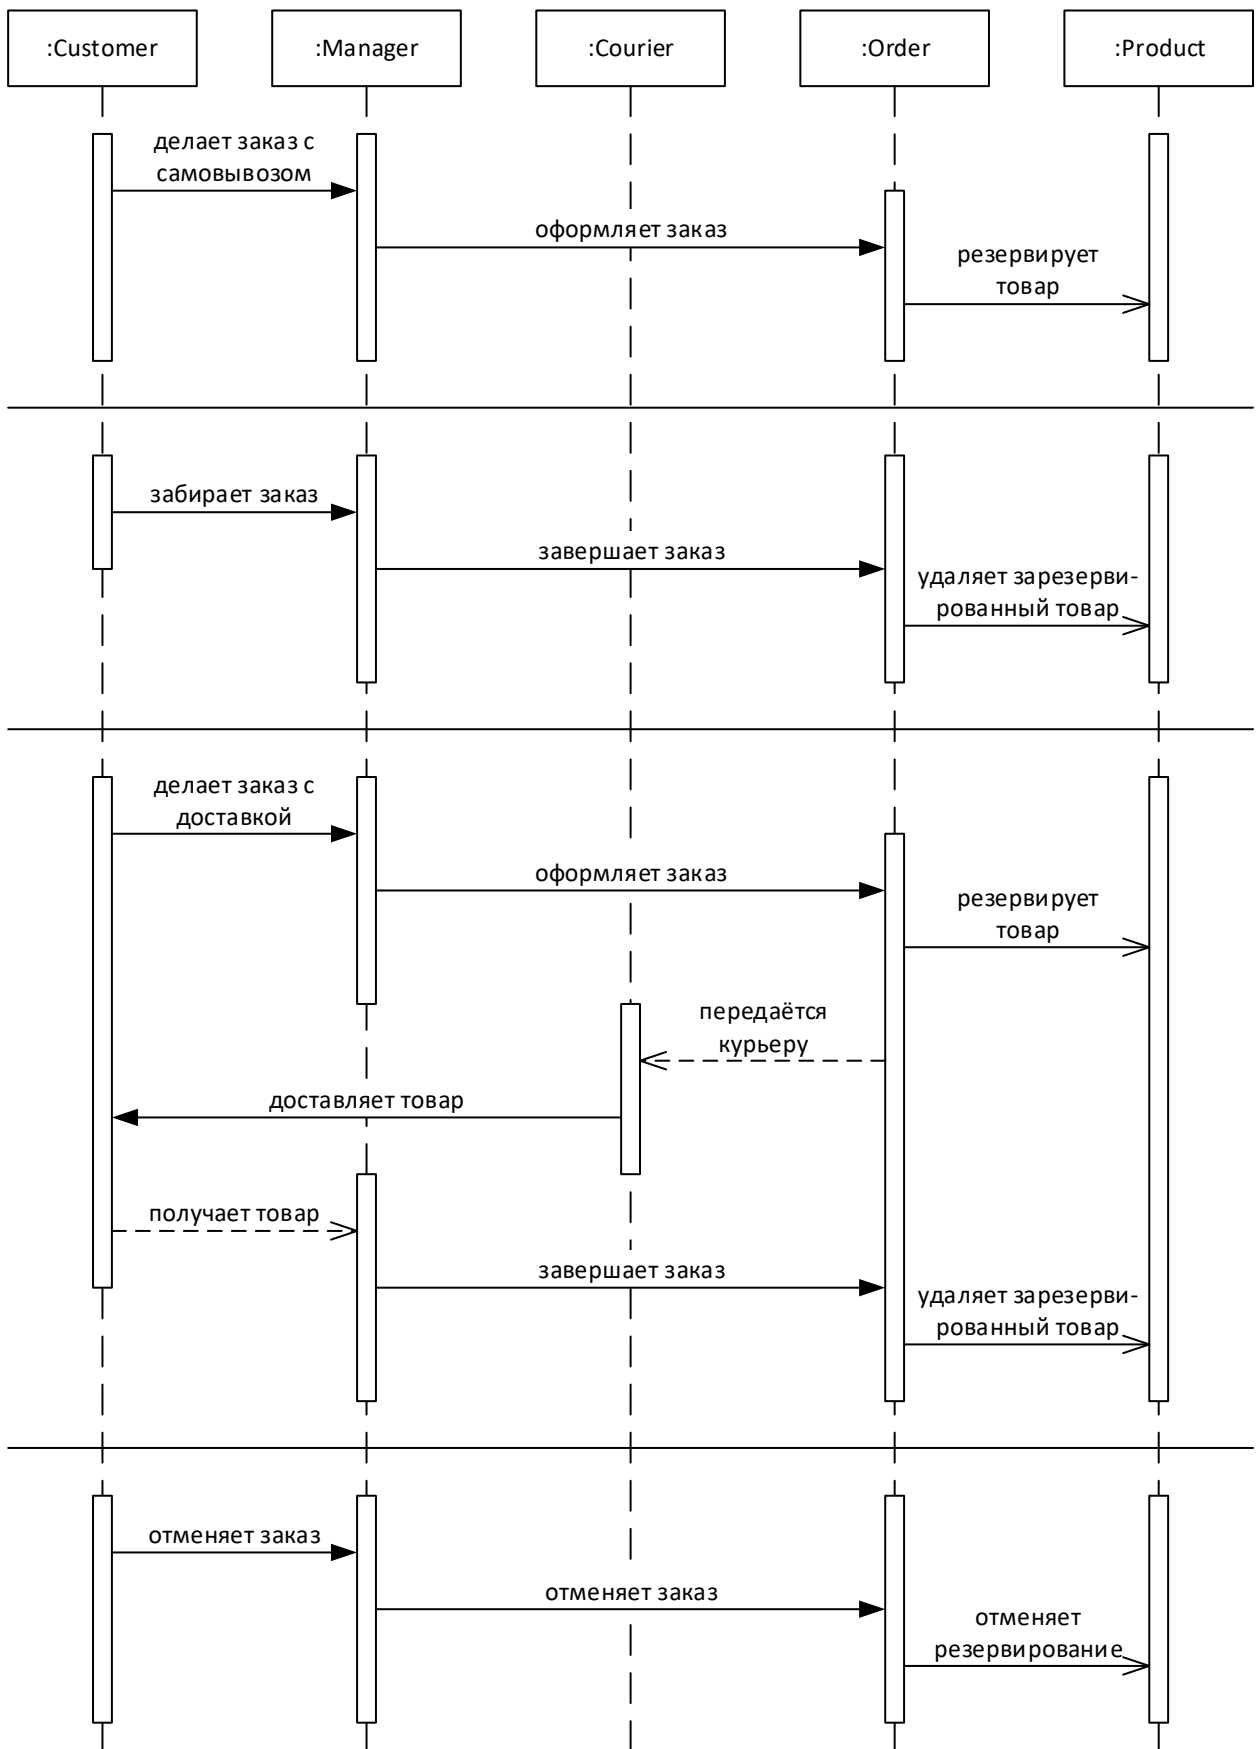 :Customer
:Manager
:Courier
:Order
:Product
делает заказ с
самовывозом
оформляет заказ
резервирует
товар
забирает заказ
завершает заказ
удаляет зарезерви-
рованный товар
делает заказ с
доставкой
оформляет заказ
резервирует
товар
передаётся
курьеру
доставляет товар
получает товар
завершает заказ
удаляет зарезерви-
рованный товар
отменяет заказ
отменяет заказ
отменяет
резервирование